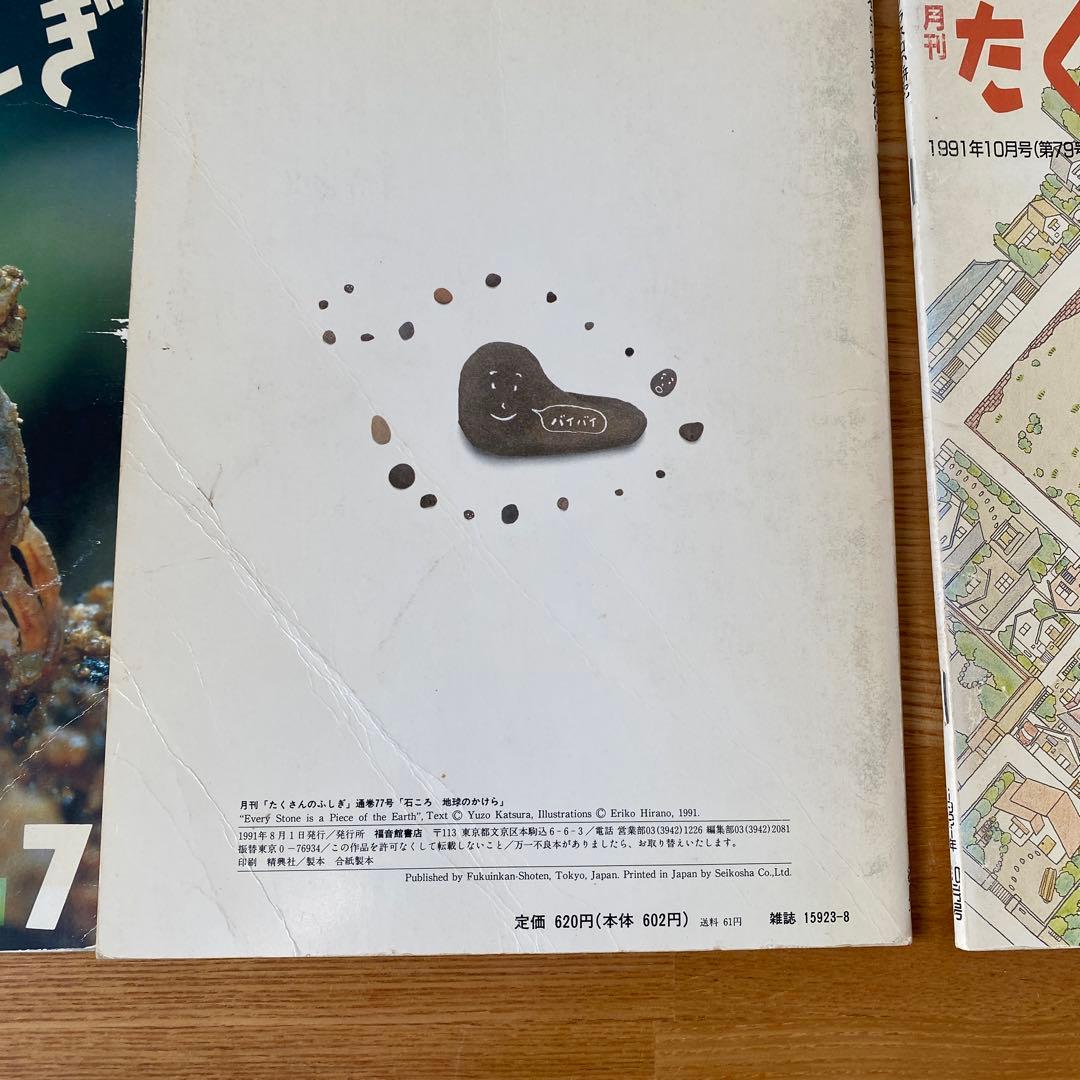 しぎ
7
バイバイ
月刊「たくさんのふしぎ」通巻77号「石ころ 地球のかけら」
“Every Stone is a Piece of the Earth”, Text © Yuzo Katsura, Illustrations © Eriko Hirano, 1991.
1991年8月1日発行／発行所 福音館書店 〒113 東京都文京区本駒込6-6-3／電話 営業部03(3942)1226 編集部03(3942)2081
振替東京0-76934／この作品を許可なくして転載しないこと／万一不良本がありましたら、お取り替えいたします。
印刷 精興社／製本 合紙製本
Published by Fukuinkan-Shoten, Tokyo, Japan. Printed in Japan by Seikosha Co.,Ltd.
定価 620円(本体 602円) 送料 61円 雑誌 15923-8
月刊
たく
1991年10月号(第79号